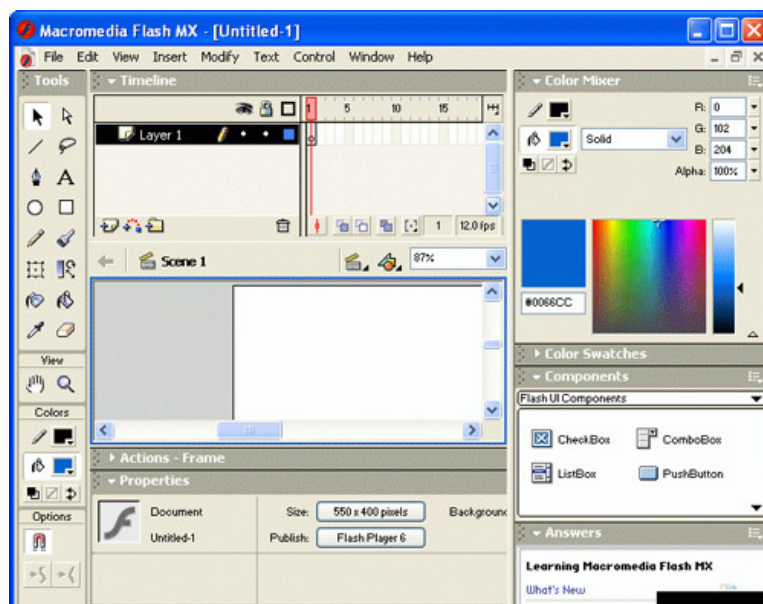 Macromedia Flash MX - [Untitled-1]
File Edit View Insert Modify Text Control Window Help
Tools
Timeline
1 5 10 15
Layer 1
1 12.0 fps
Scene 1
87%
View
Colors
Options
Actions - Frame
Properties
Document
Untitled-1
Size: 550 x 400 pixels
Publish: Flash Player 6
Background
Color Mixer
Solid
R: 0
G: 102
B: 204
Alpha: 100%
#0066CC
Color Swatches
Components
Flash UI Components
CheckBox ComboBox
ListBox PushButton
Answers
Learning Macromedia Flash MX
What's New